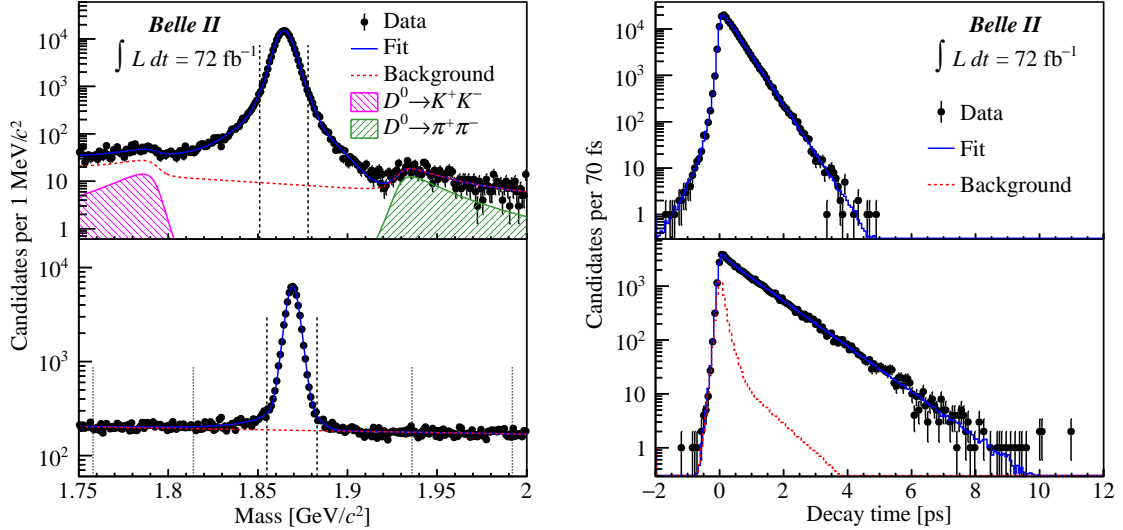 Belle II
∫ L dt = 72 fb⁻¹
Data
Fit
Background
D⁰→K⁺K⁻
D⁰→π⁺π⁻
Candidates per 1 MeV/c²
10⁴
10³
10²
10
1
10⁴
10³
10²
1.75 1.8 1.85 1.9 1.95 2
Mass [GeV/c²]
Belle II
∫ L dt = 72 fb⁻¹
Data
Fit
Background
Candidates per 70 fs
10⁴
10³
10²
10
1
10³
10²
10
1
−2 0 2 4 6 8 10 12
Decay time [ps]